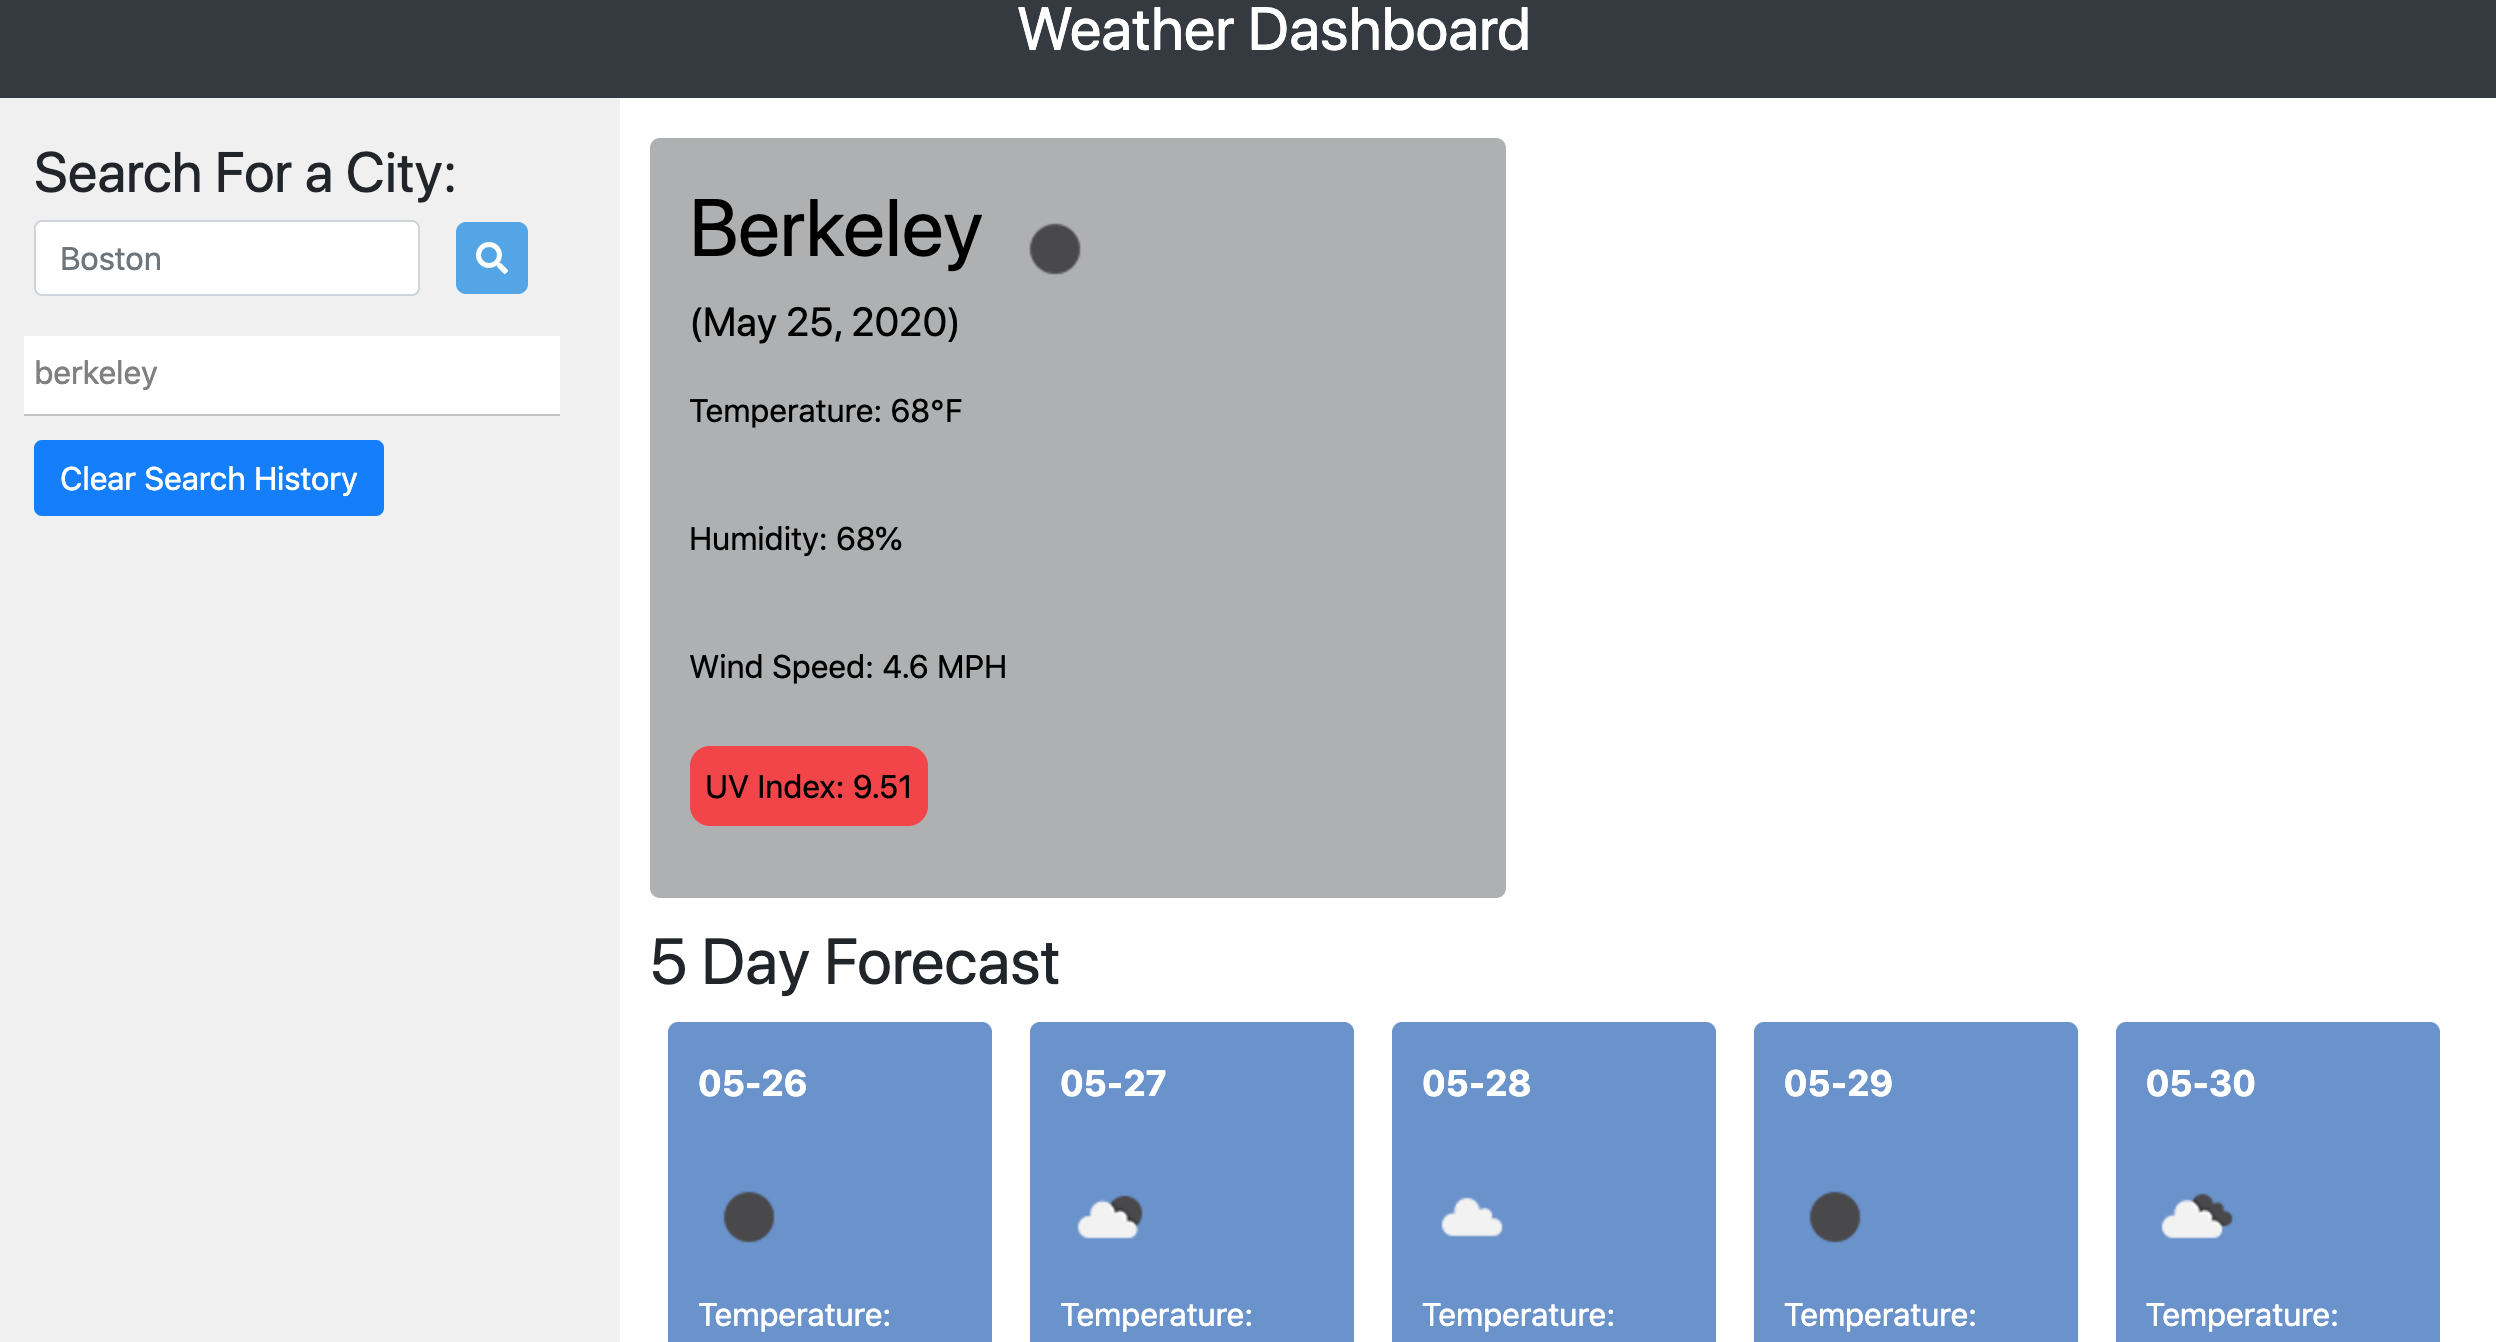 Weather Dashboard
Search For a City:
Boston
berkeley
Clear Search History
Berkeley
(May 25, 2020)
Temperature: 68°F
Humidity: 68%
Wind Speed: 4.6 MPH
UV Index: 9.51
5 Day Forecast
05-26
Temperature:
05-27
Temperature:
05-28
Temperature:
05-29
Temperature:
05-30
Temperature: